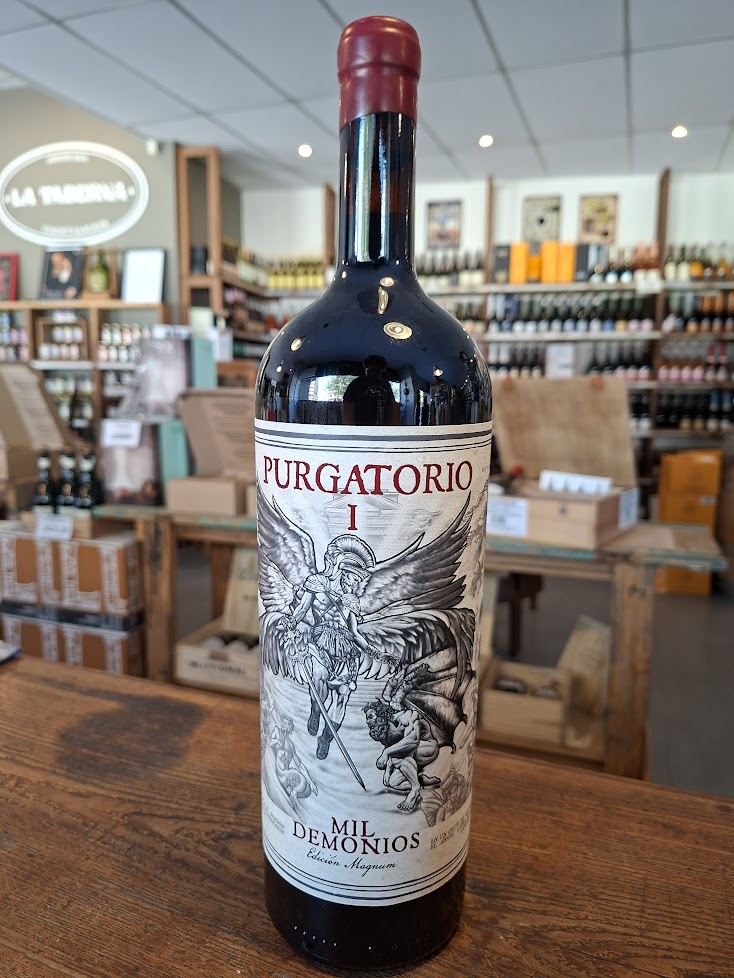 LA TABERNA
PURGATORIO
I
MIL
DEMONIOS
Edición Magnum